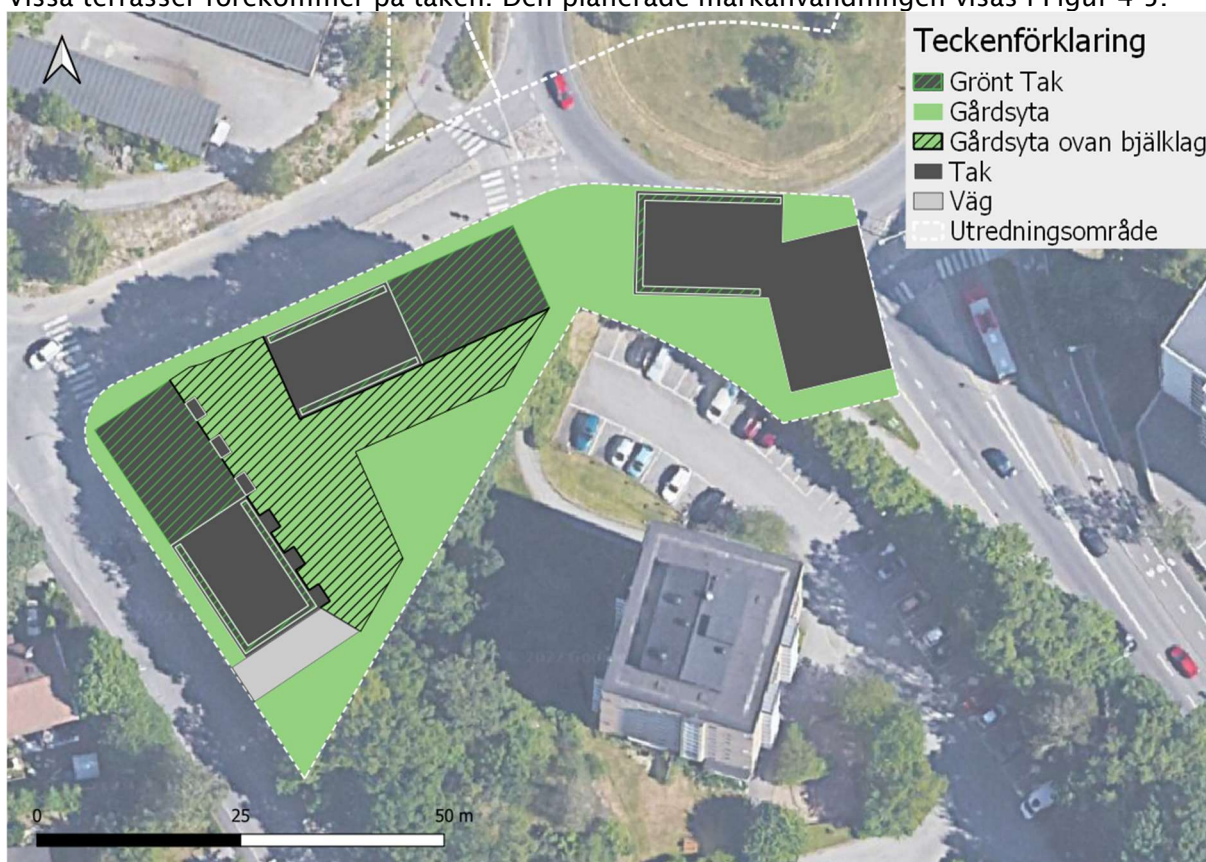 Vissa terrasser förekommer på taken. Den planerade markanvändningen visas i Figur 4-3.
Teckenförklaring
Grönt Tak
Gårdsyta
Gårdsyta ovan bjälklag
Tak
Väg
Utredningsområde
0 25 50 m